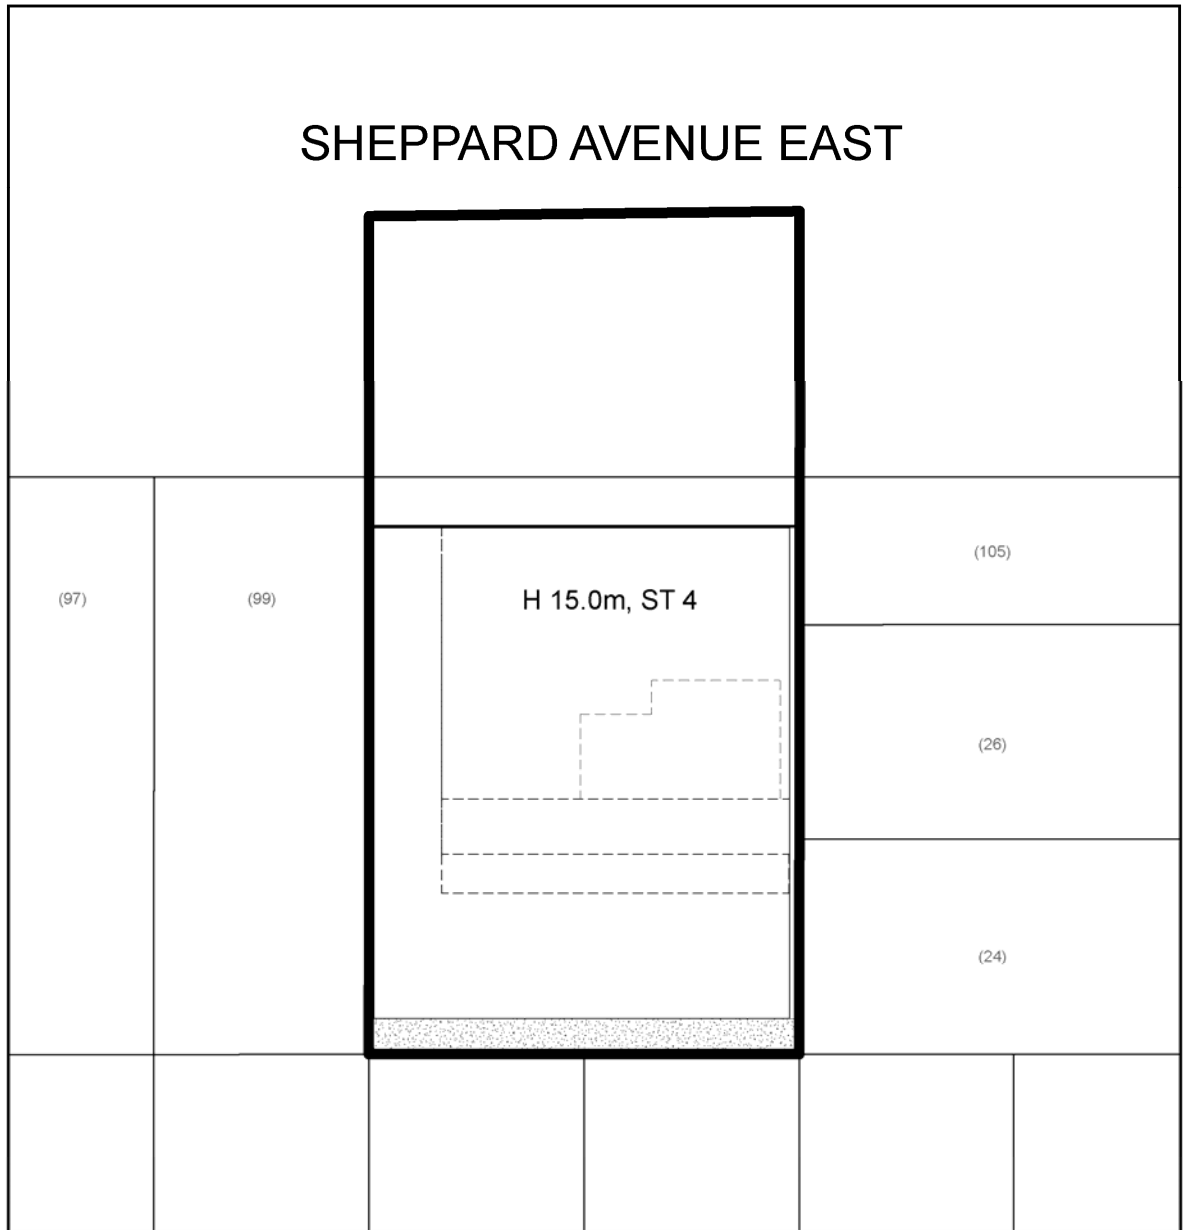 SHEPPARD AVENUE EAST
(105)
(97)
(99)
H 15.0m, ST 4
(26)
(24)